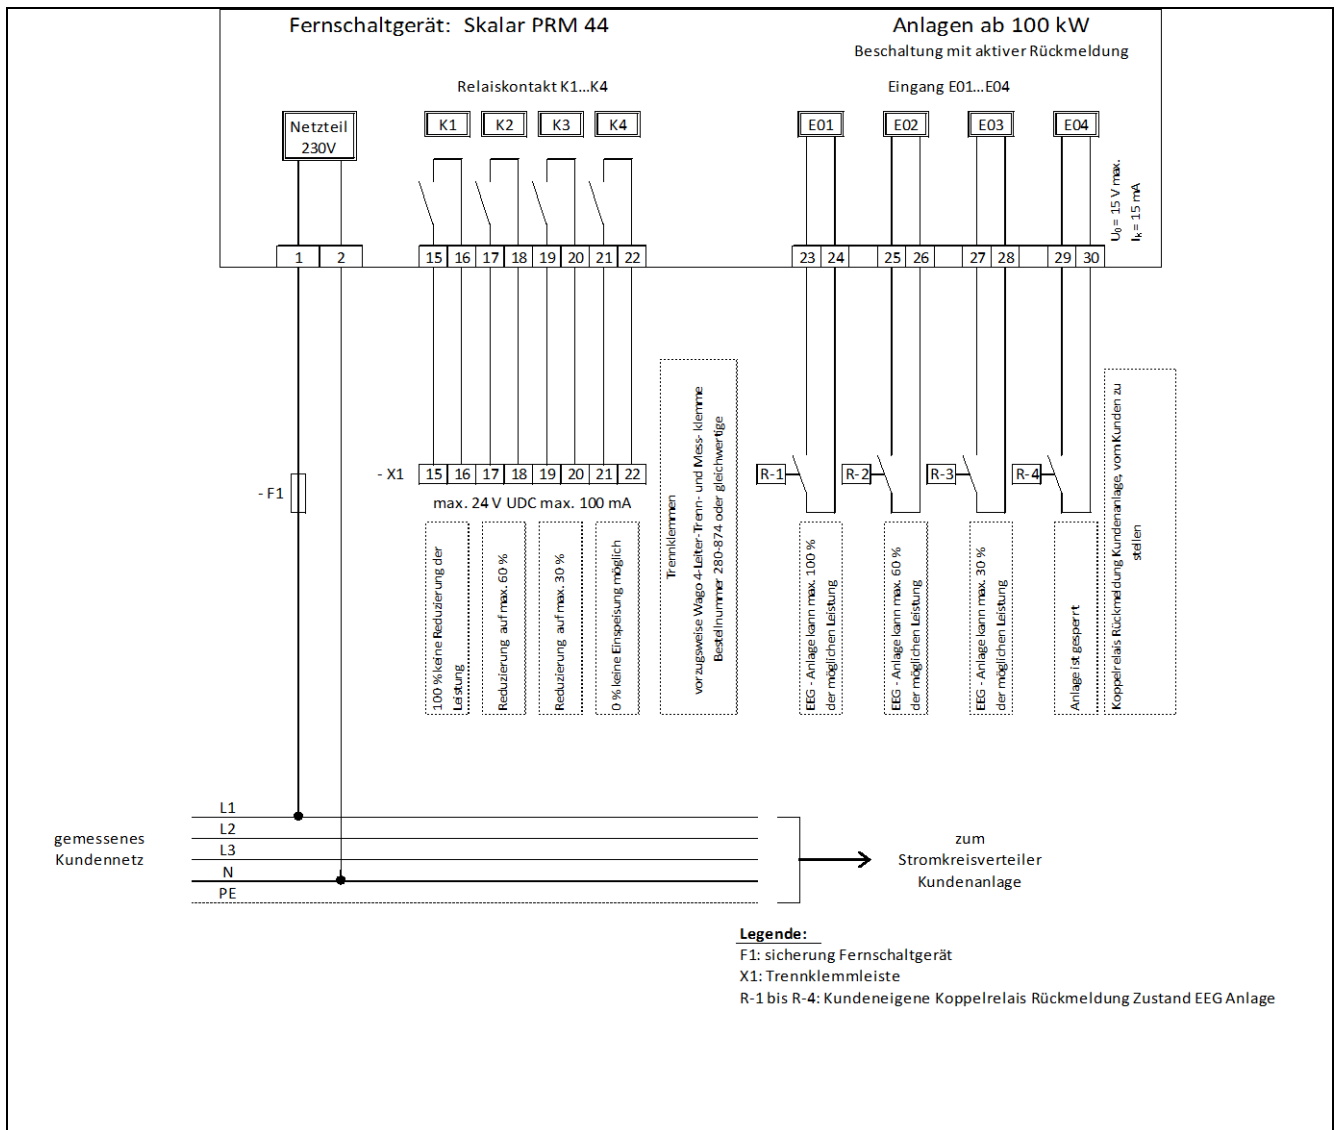 Fernschaltgerät: Skalar PRM 44
Anlagen ab 100 kW
Beschaltung mit aktiver Rückmeldung
Relaiskontakt K1...K4
Eingang E01...E04
Netzteil
230V
K1
K2
K3
K4
E01
E02
E03
E04
U0 = 15 V max.
Ik = 15 mA
1
2
15
16
17
18
19
20
21
22
23
24
25
26
27
28
29
30
- F1
- X1
15
16
17
18
19
20
21
22
max. 24 V UDC max. 100 mA
100 % keine Reduzierung der
Leistung
Reduzierung auf max. 60 %
Reduzierung auf max. 30 %
0 % keine Einspeisung möglich
Trennklemmen
vorzugsweise Wago 4-Leiter-Trenn- und Mess- klemme
Bestellnummer 280-874 oder gleichwertige
R-1
R-2
R-3
R-4
EEG - Anlage kann max. 100 %
der möglichen Leistung
EEG - Anlage kann max. 60 %
der möglichen Leistung
EEG - Anlage kann max. 30 %
der möglichen Leistung
Anlage ist gesperrt
Koppelrelais Rückmeldung Kundenanlage, vom Kunden zu
stellen
gemessenes
Kundennetz
L1
L2
L3
N
PE
zum
Stromkreisverteiler
Kundenanlage
Legende:
F1: sicherung Fernschaltgerät
X1: Trennklemmleiste
R-1 bis R-4: Kundeneigene Koppelrelais Rückmeldung Zustand EEG Anlage